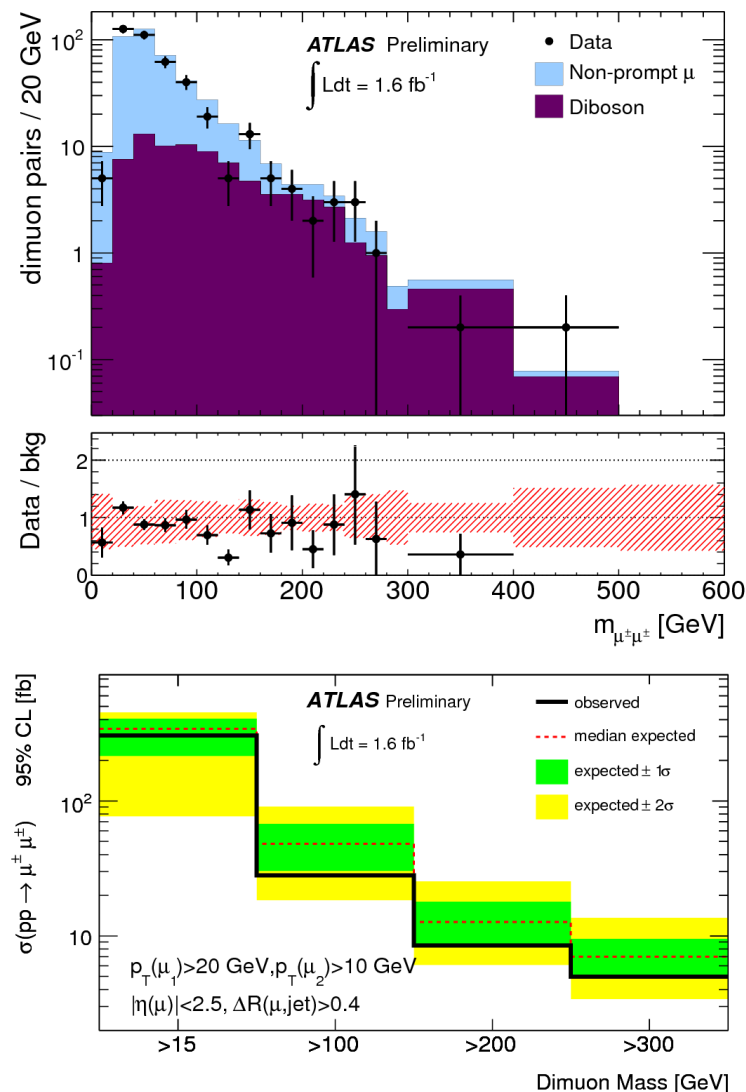 dimuon pairs / 20 GeV
10²
10
1
10⁻¹
ATLAS Preliminary
∫ Ldt = 1.6 fb⁻¹
Data
Non-prompt μ
Diboson
Data / bkg
2
1
0
0 100 200 300 400 500 600
m_μ±μ± [GeV]
σ(pp → μ± μ±) 95% CL [fb]
10²
10
ATLAS Preliminary
∫ Ldt = 1.6 fb⁻¹
observed
median expected
expected ± 1σ
expected ± 2σ
p_T(μ₁)>20 GeV,p_T(μ₂)>10 GeV
|η(μ)|<2.5, ΔR(μ,jet)>0.4
>15 >100 >200 >300
Dimuon Mass [GeV]